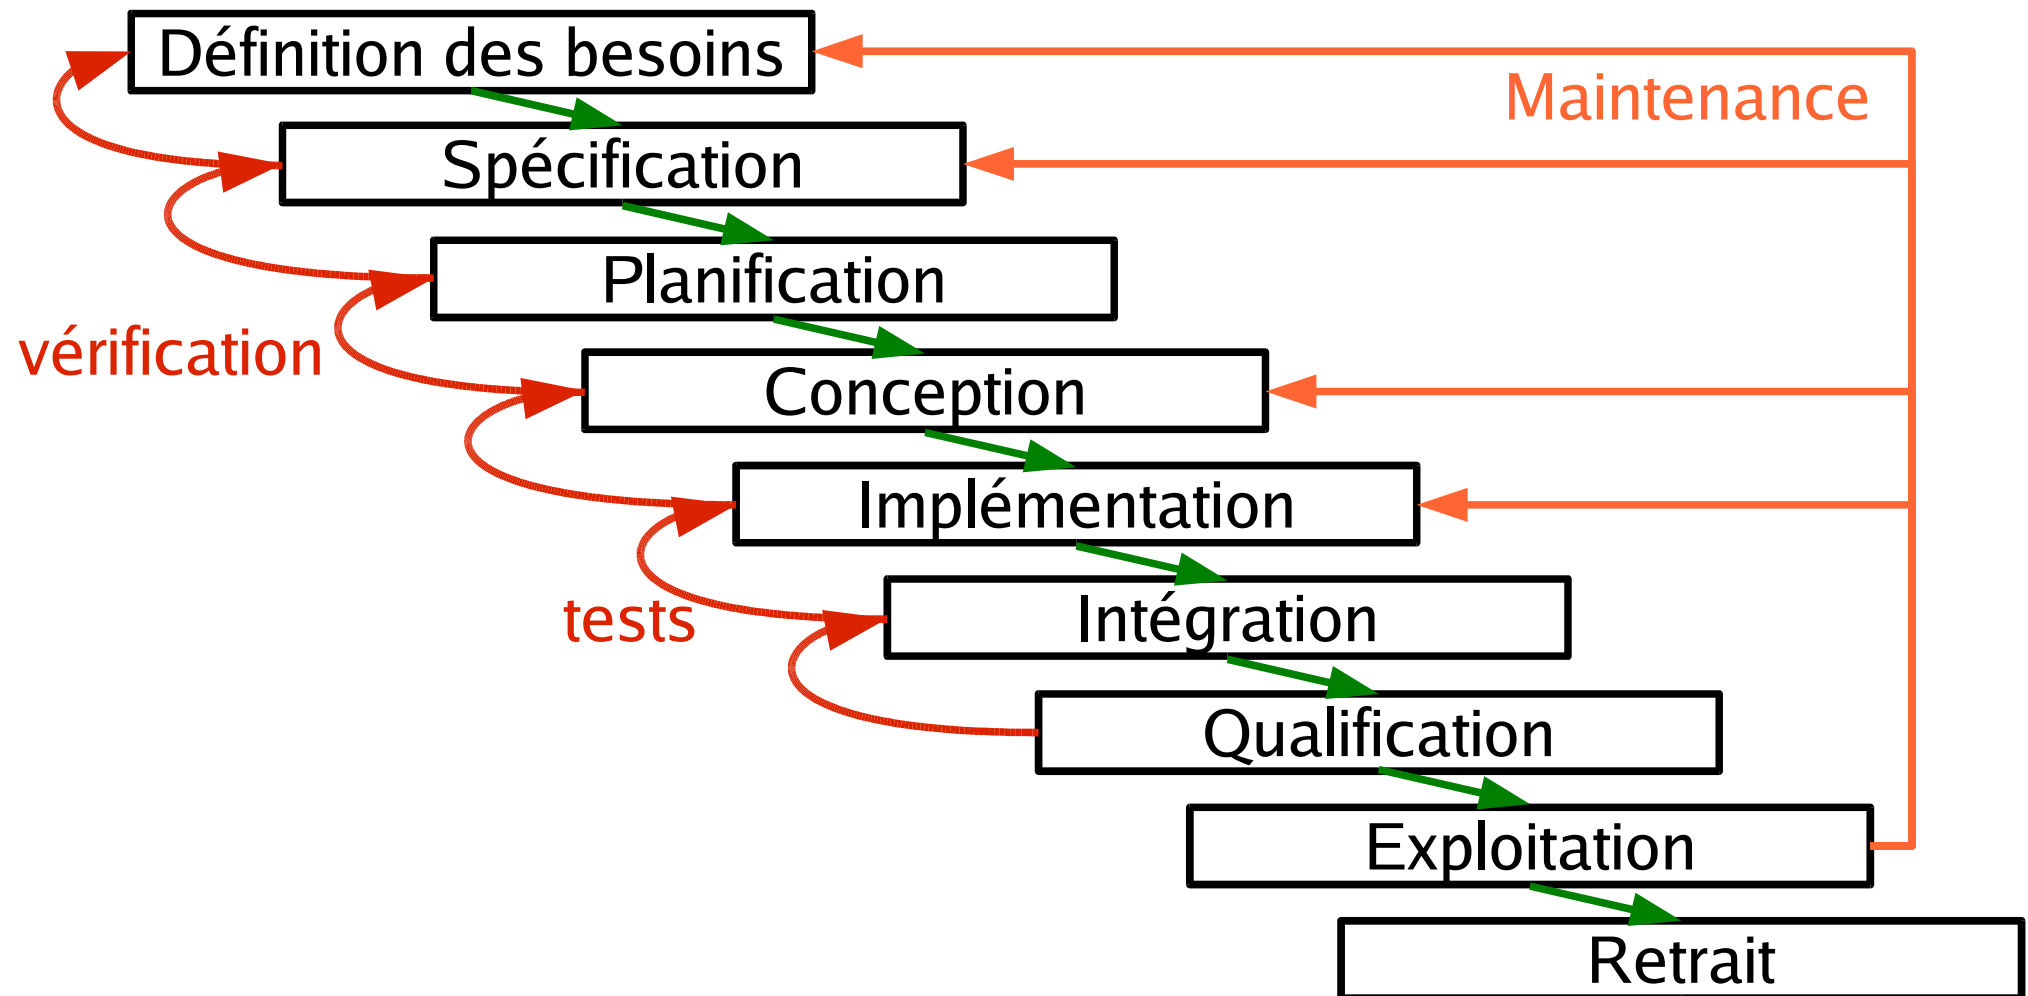 Définition des besoins
Maintenance
Spécification
Planification
vérification
Conception
Implémentation
tests
Intégration
Qualification
Exploitation
Retrait